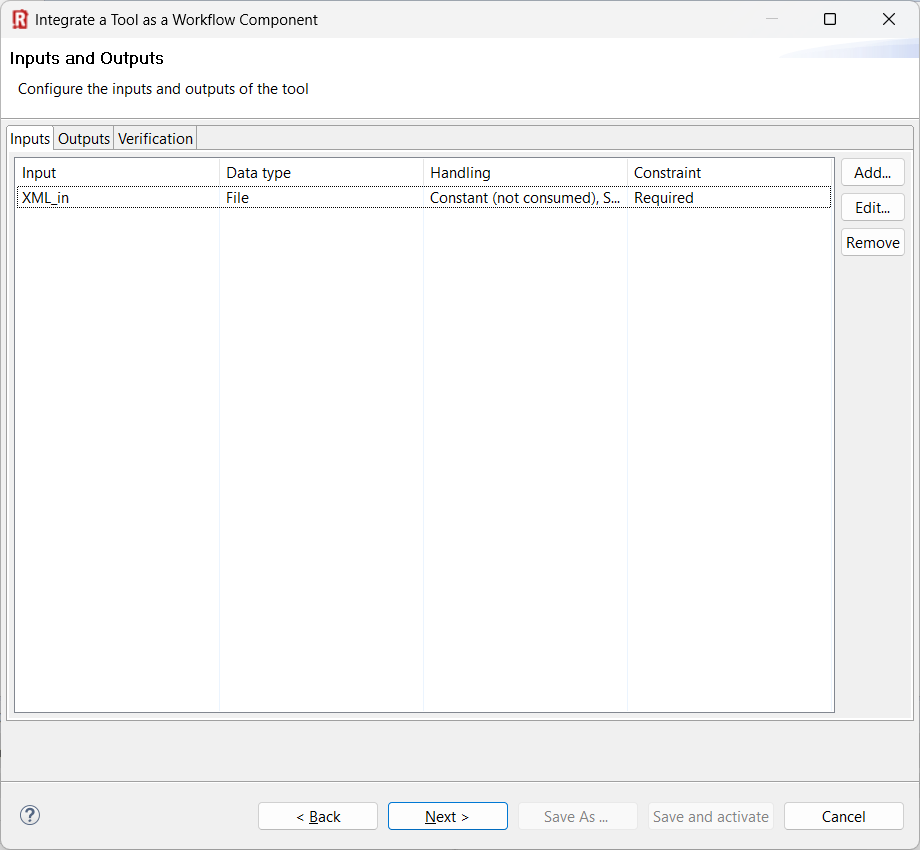 Integrate a Tool as a Workflow Component
Inputs and Outputs
Configure the inputs and outputs of the tool
Inputs Outputs Verification
Input Data type Handling Constraint Add...
XML_in File Constant (not consumed), S... Required
Edit...
Remove
? < Back Next > Save As ... Save and activate Cancel